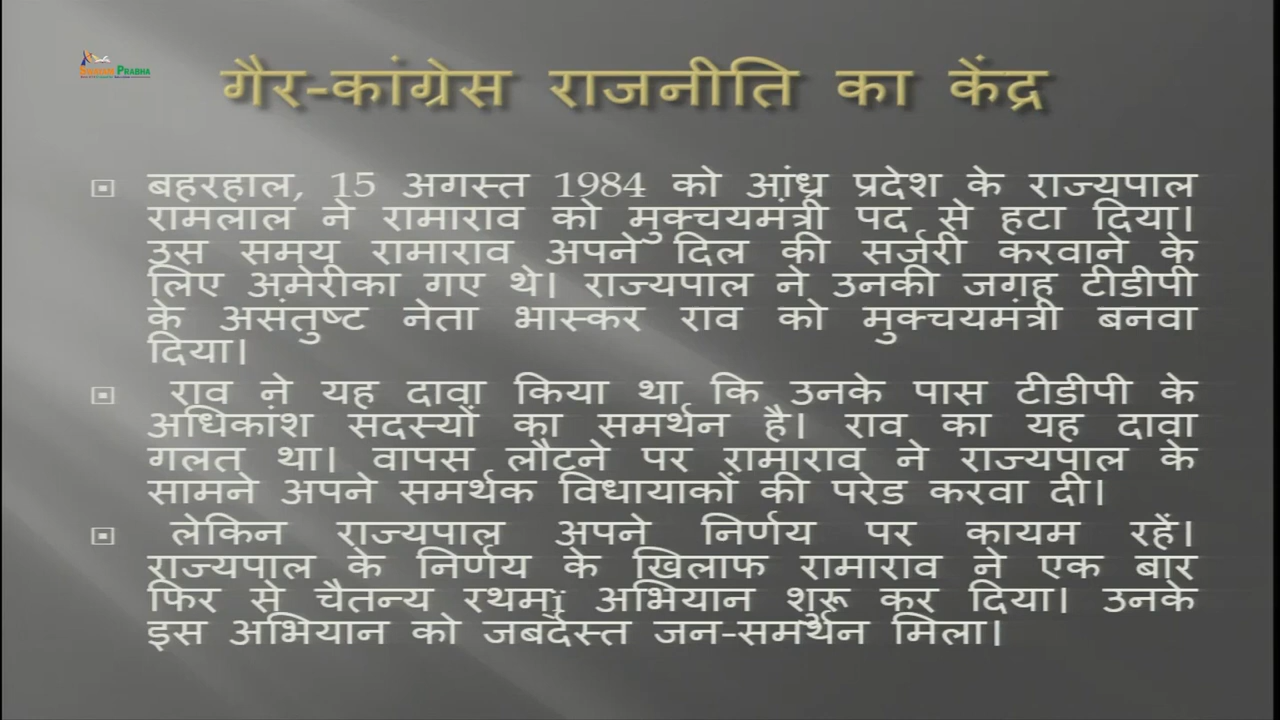 SWAYAM PRABHA
गैर-कांग्रेस राजनीति का केंद्र
बहरहाल, 15 अगस्त 1984 को आंध्र प्रदेश के राज्यपाल
रामलाल ने रामाराव को मुक्चयमंत्री पद से हटा दिया।
उस समय रामाराव अपने दिल की सर्जरी करवाने के
लिए अमेरीका गए थे। राज्यपाल ने उनकी जगह टीडीपी
के असंतुष्ट नेता भास्कर राव को मुक्चयमंत्री बनवा
दिया।
राव ने यह दावा किया था कि उनके पास टीडीपी के
अधिकांश सदस्यों का समर्थन है। राव का यह दावा
गलत था। वापस लौटने पर रामाराव ने राज्यपाल के
सामने अपने समर्थक विधायाकों की परेड करवा दी।
लेकिन राज्यपाल अपने निर्णय पर कायम रहें।
राज्यपाल के निर्णय के खिलाफ रामाराव ने एक बार
फिर से चैतन्य रथम् अभियान शुरू कर दिया। उनके
इस अभियान को जबर्दस्त जन-समर्थन मिला।